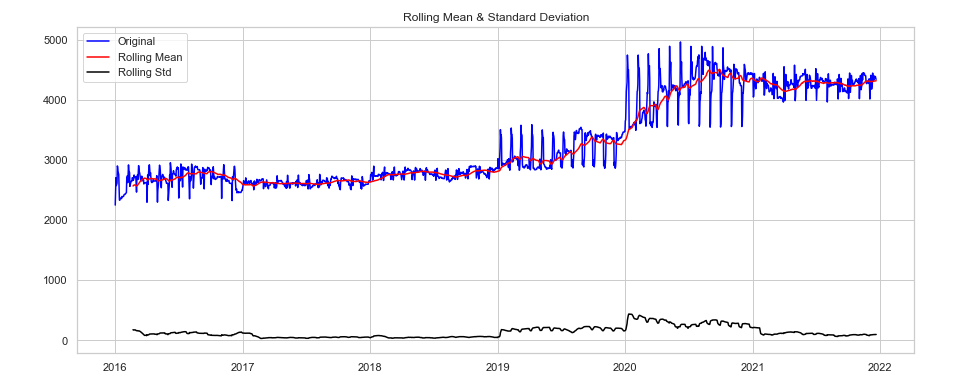 Rolling Mean & Standard Deviation
Original
Rolling Mean
Rolling Std
5000
4000
3000
2000
1000
0
2016 2017 2018 2019 2020 2021 2022